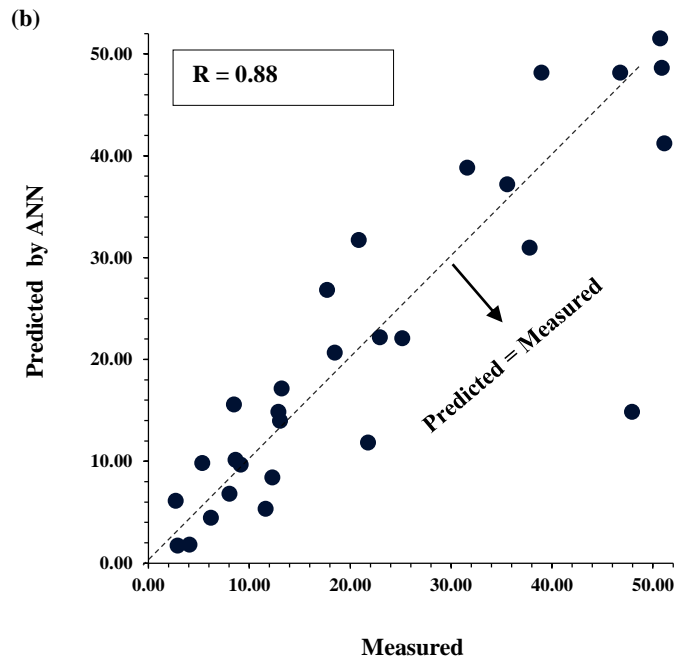 (b)
R = 0.88
50.00
40.00
30.00
20.00
10.00
0.00
Predicted by ANN
Predicted = Measured
0.00 10.00 20.00 30.00 40.00 50.00
Measured